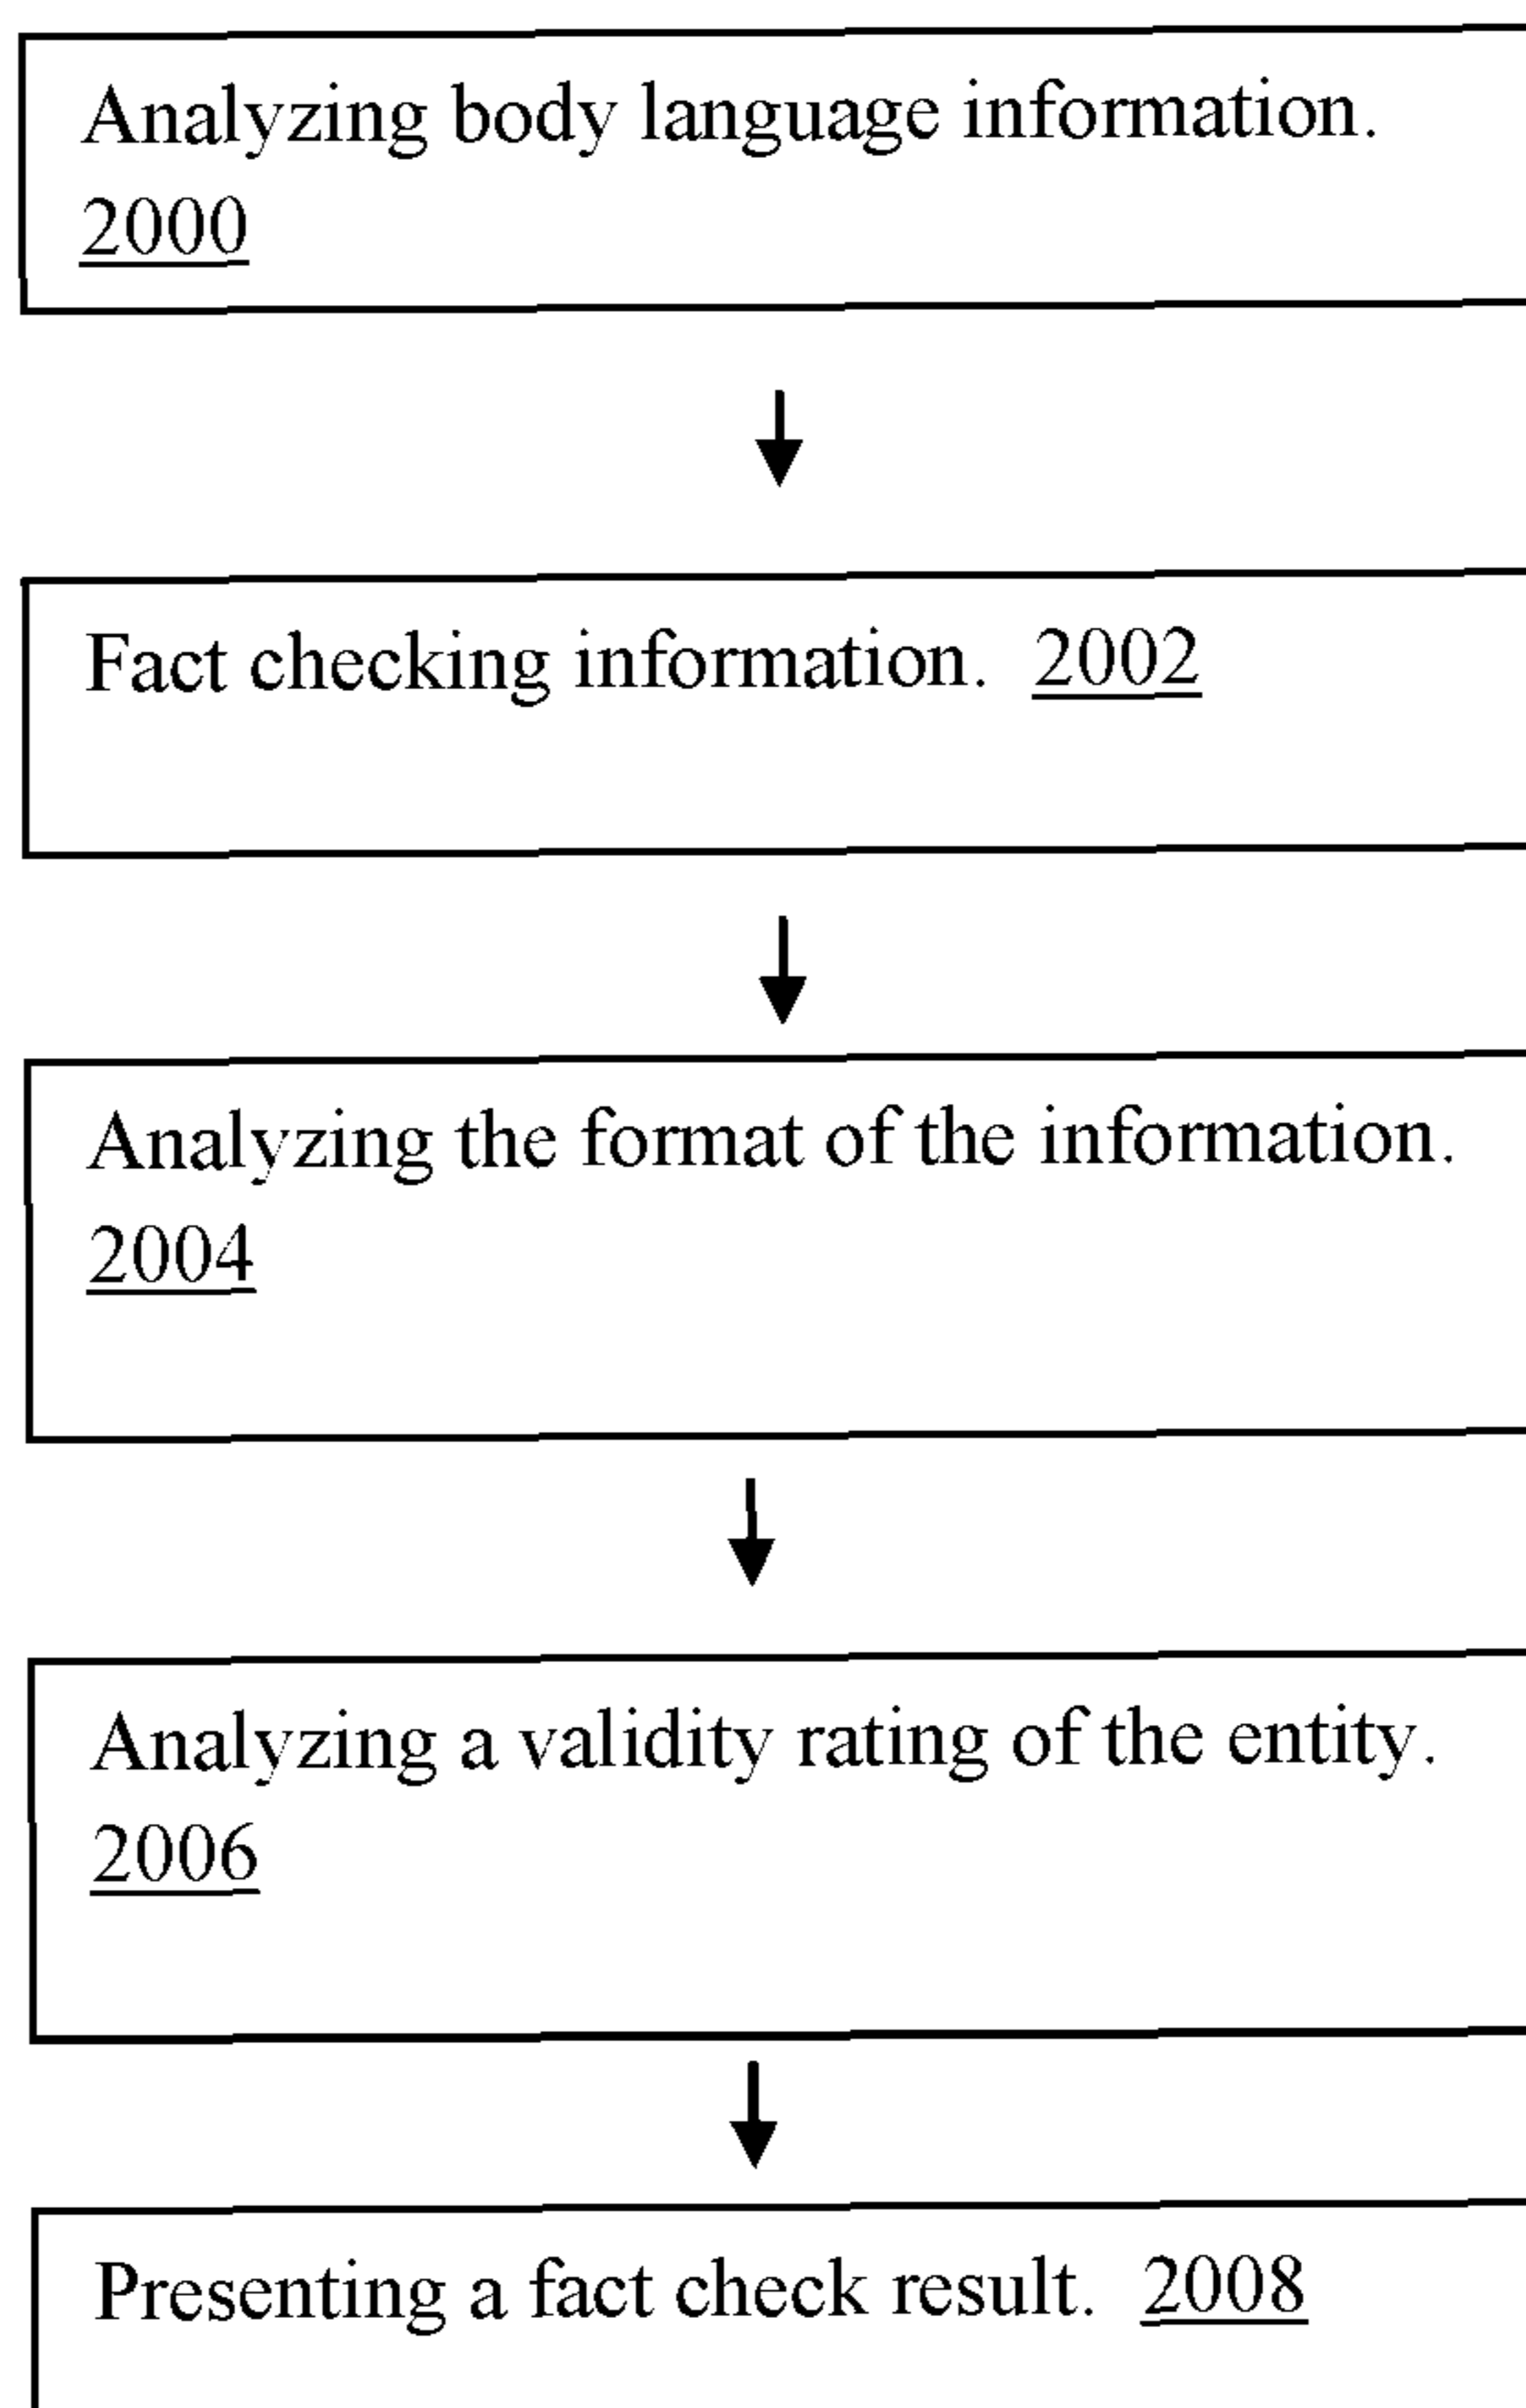 Analyzing body language information.
2000
Fact checking information. 2002
Analyzing the format of the information.
2004
Analyzing a validity rating of the entity.
2006
Presenting a fact check result. 2008